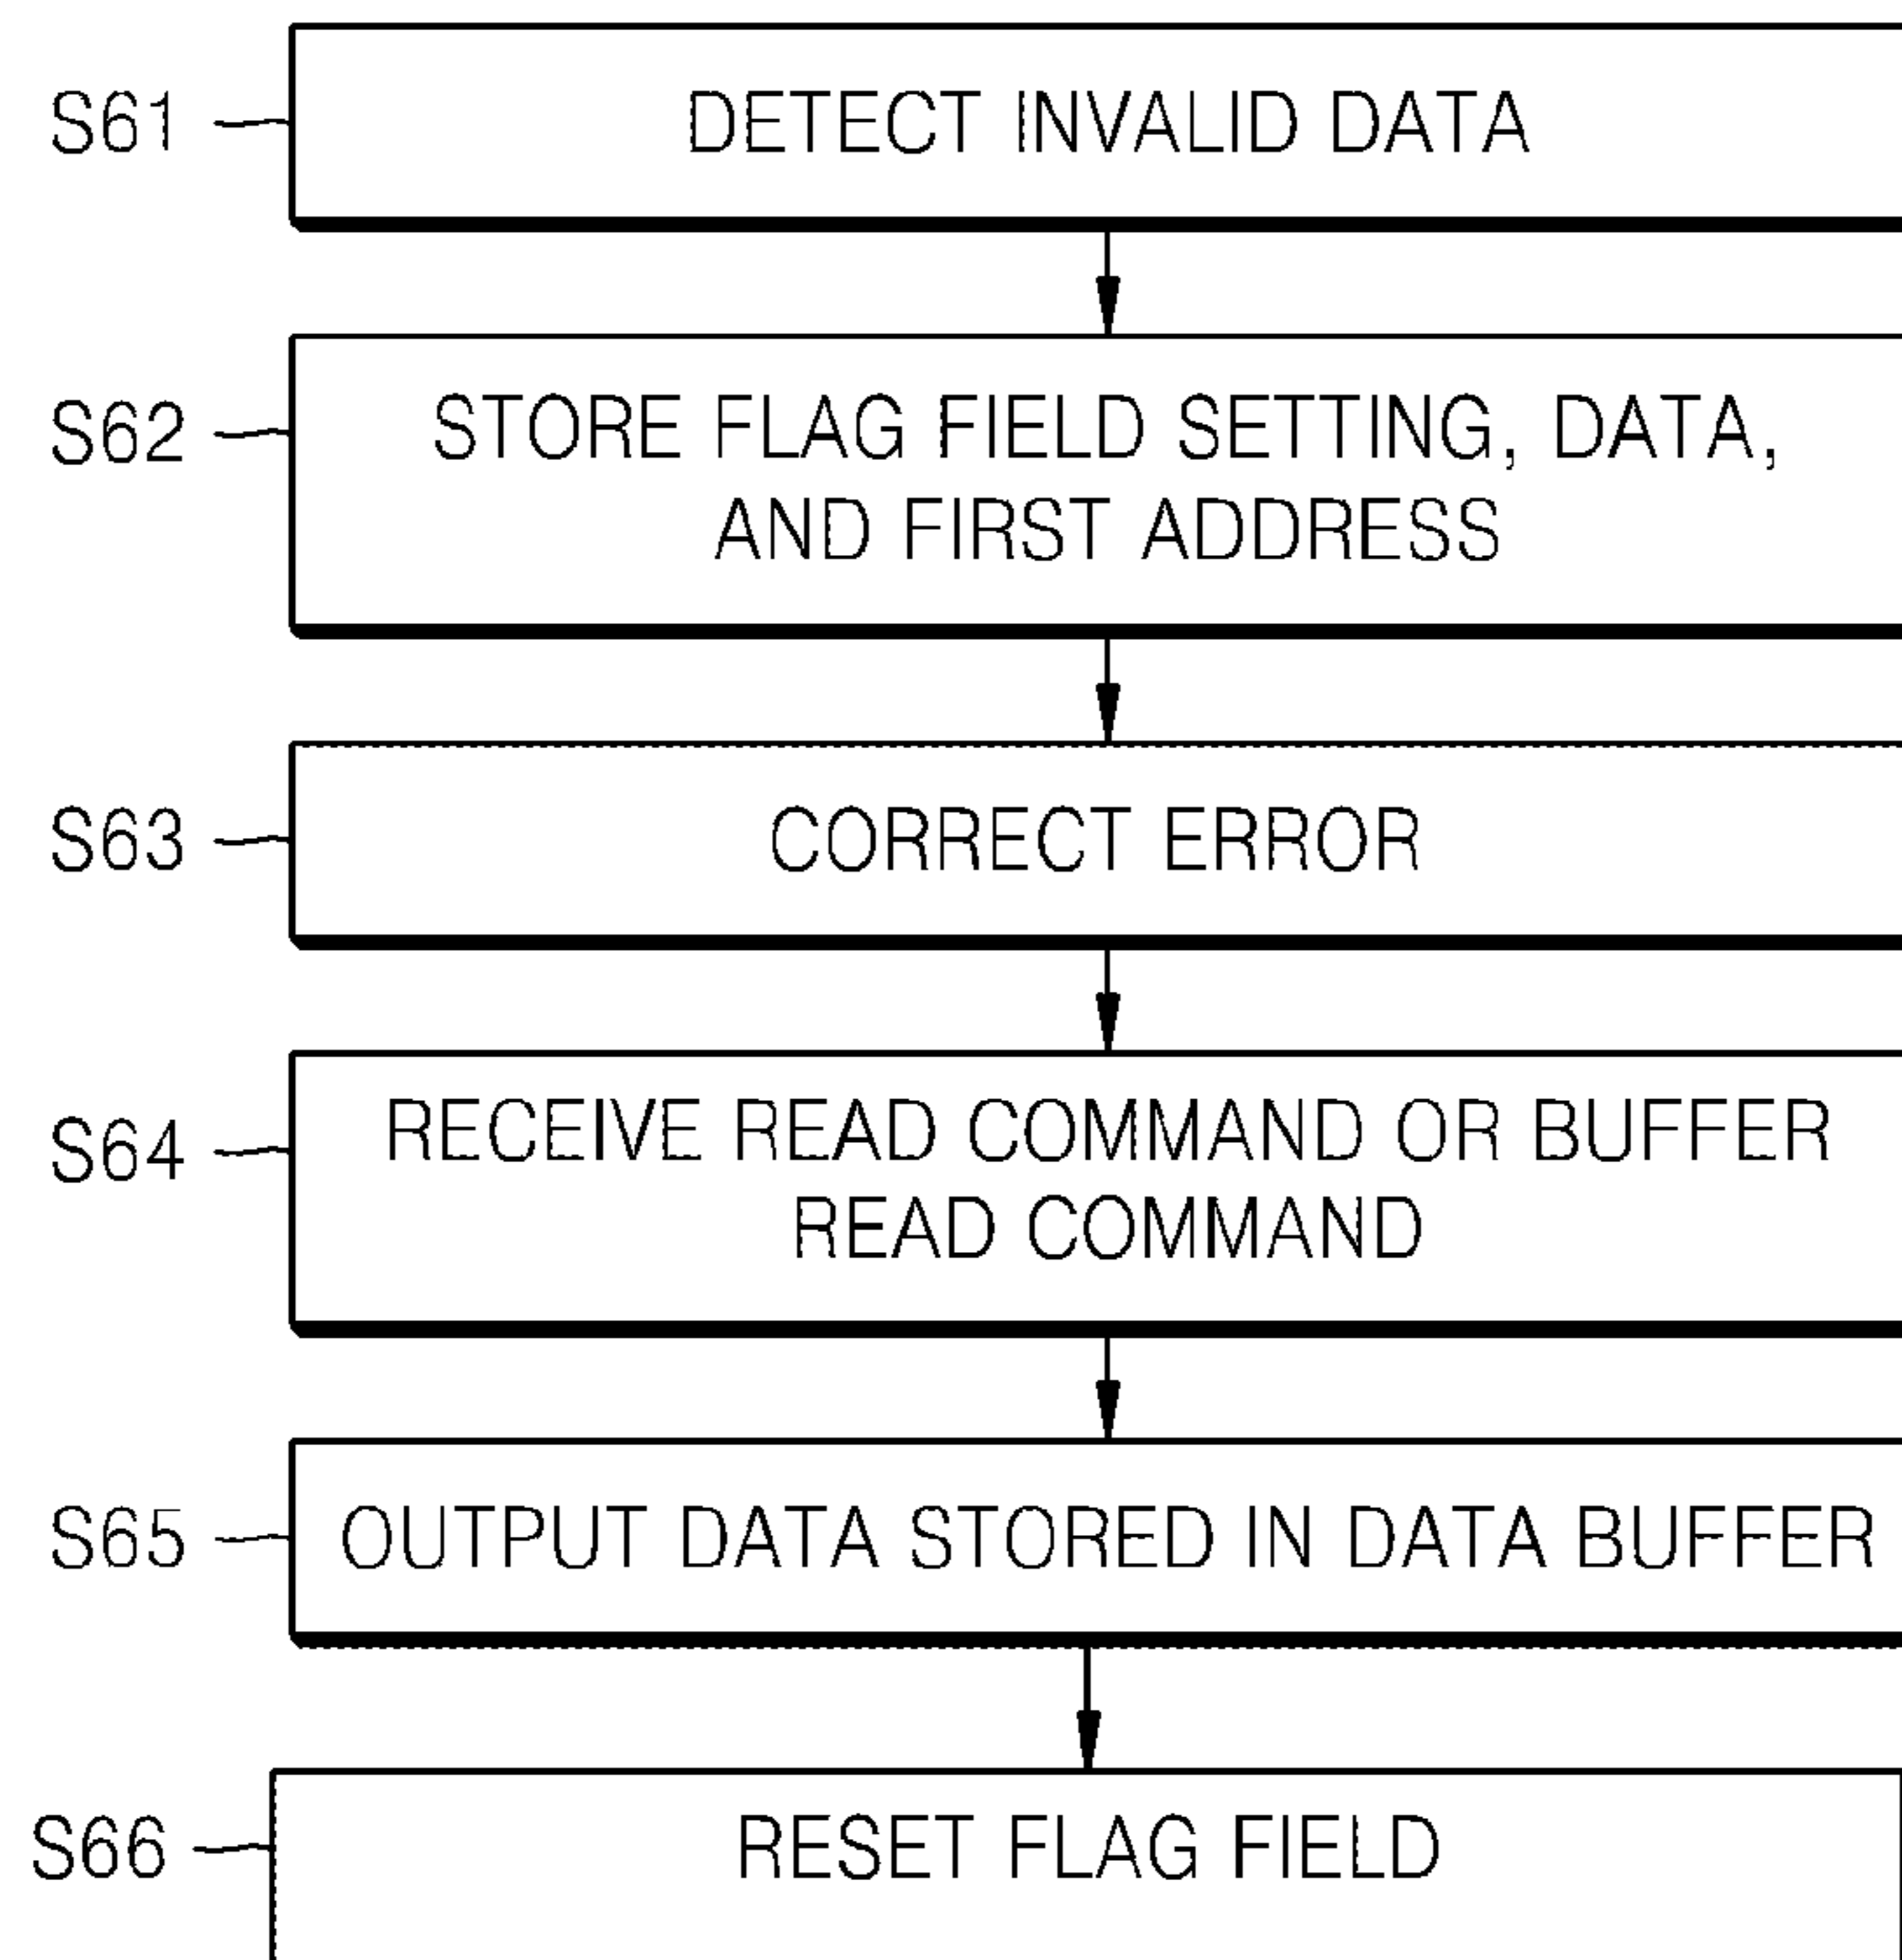 S61 DETECT INVALID DATA
S62 STORE FLAG FIELD SETTING, DATA,
AND FIRST ADDRESS
S63 CORRECT ERROR
S64 RECEIVE READ COMMAND OR BUFFER
READ COMMAND
S65 OUTPUT DATA STORED IN DATA BUFFER
S66 RESET FLAG FIELD